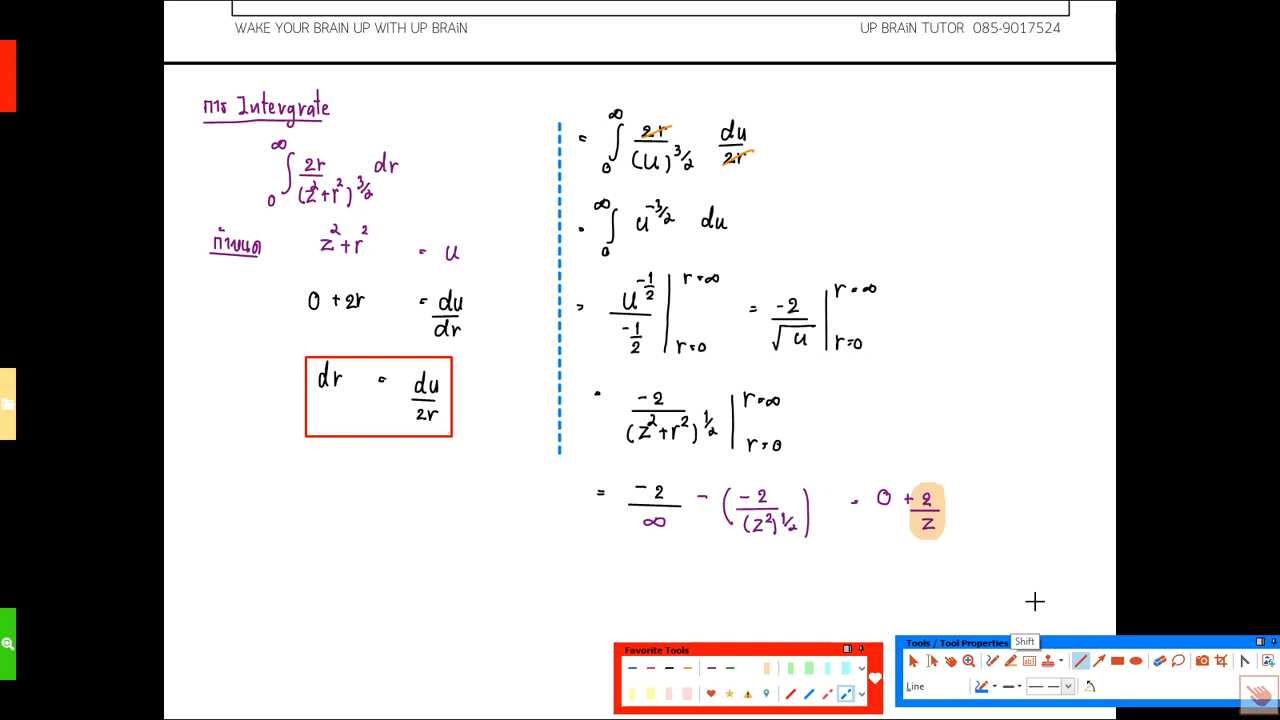 WAKE YOUR BRAIN UP WITH UP BRAiN
UP BRAiN TUTOR 085-9017524
การ Intergrate
∫₀^∞ 2r/(z²+r²)^(3/2) dr
กำหนด z²+r² = u
0 + 2r = du/dr
dr = du/2r
= ∫₀^∞ 2r/(u)^(3/2) du/2r
= ∫₀^∞ u^(-3/2) du
= u^(-1/2)/(-1/2) | r=∞ r=0 = -2/√u | r=∞ r=0
= -2/(z²+r²)^(1/2) | r=∞ r=0
= -2/∞ - (-2/(z²)^(1/2)) = 0 + 2/z
Favorite Tools
Tools / Tool Properties
Shift
Line